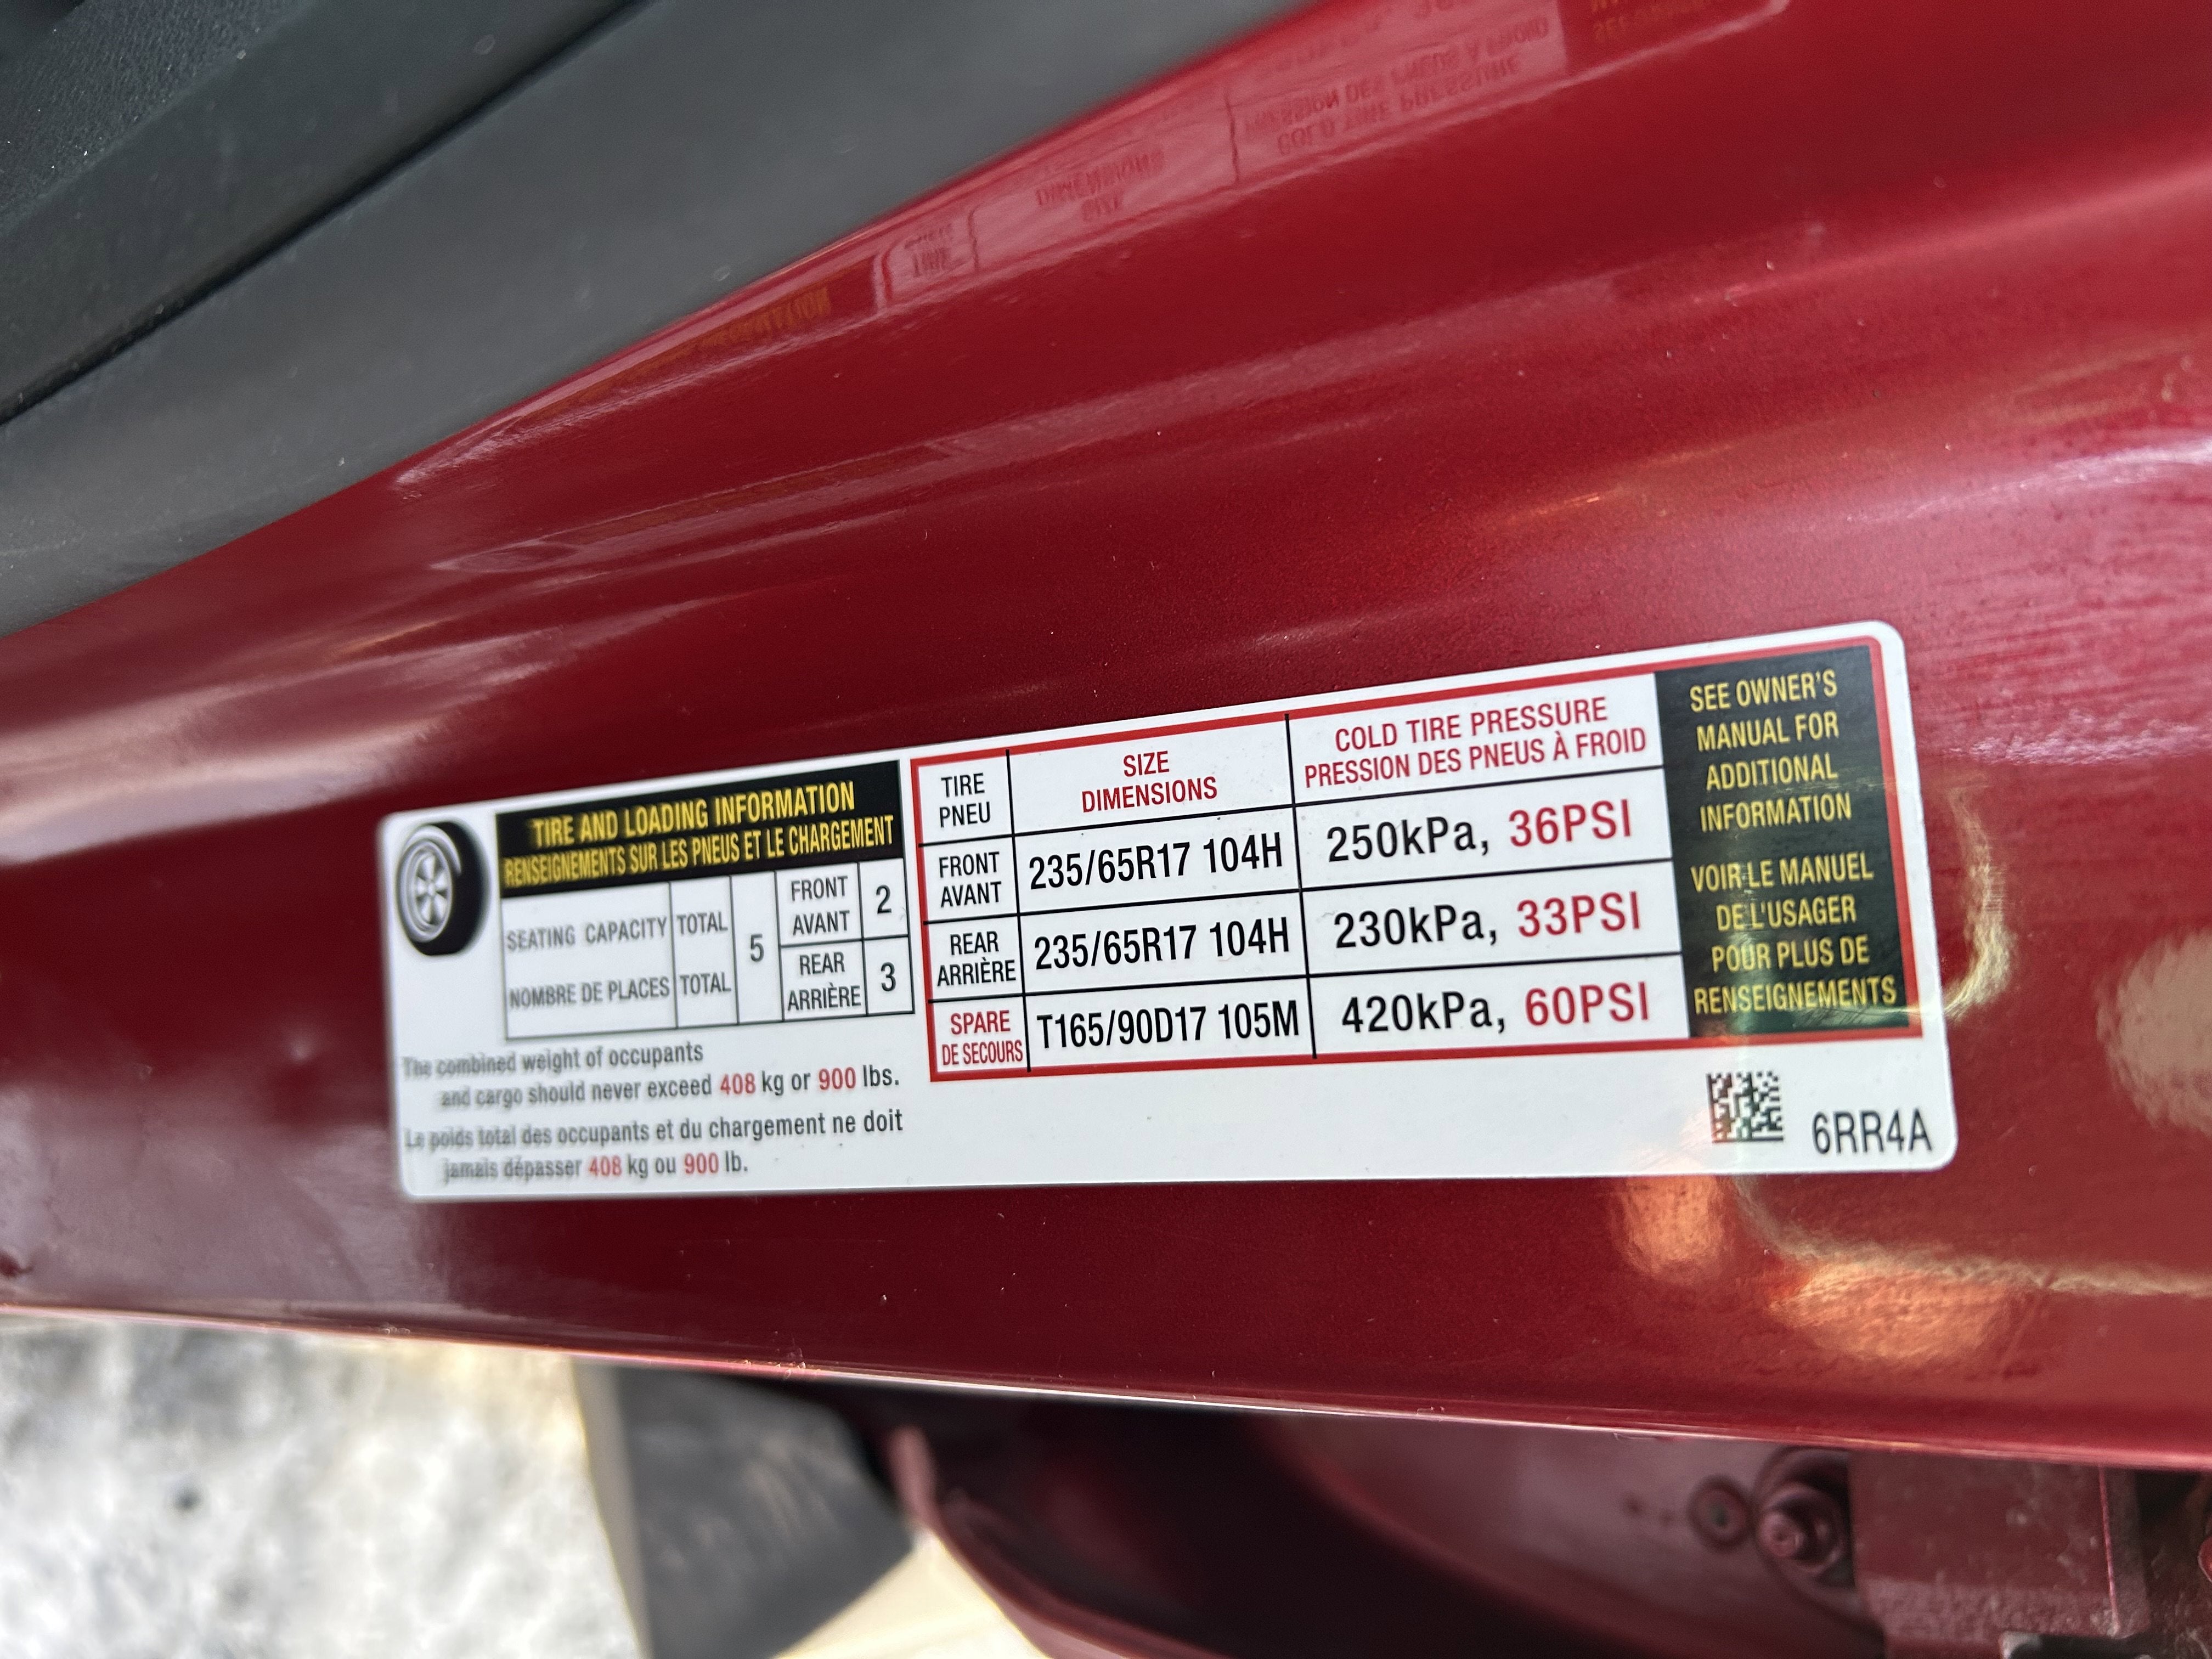 TIRE AND LOADING INFORMATION
RENSEIGNEMENTS SUR LES PNEUS ET LE CHARGEMENT
SEATING CAPACITY TOTAL
NOMBRE DE PLACES TOTAL
5
FRONT
AVANT
2
REAR
ARRIÈRE
3
The combined weight of occupants
and cargo should never exceed 408 kg or 900 lbs.
Le poids total des occupants et du chargement ne doit
jamais dépasser 408 kg ou 900 lb.
TIRE
PNEU
SIZE
DIMENSIONS
COLD TIRE PRESSURE
PRESSION DES PNEUS À FROID
FRONT
AVANT
235/65R17 104H
250kPa, 36PSI
REAR
ARRIÈRE
235/65R17 104H
230kPa, 33PSI
SPARE
DE SECOURS
T165/90D17 105M
420kPa, 60PSI
SEE OWNER'S
MANUAL FOR
ADDITIONAL
INFORMATION
VOIR LE MANUEL
DE L'USAGER
POUR PLUS DE
RENSEIGNEMENTS
6RR4A